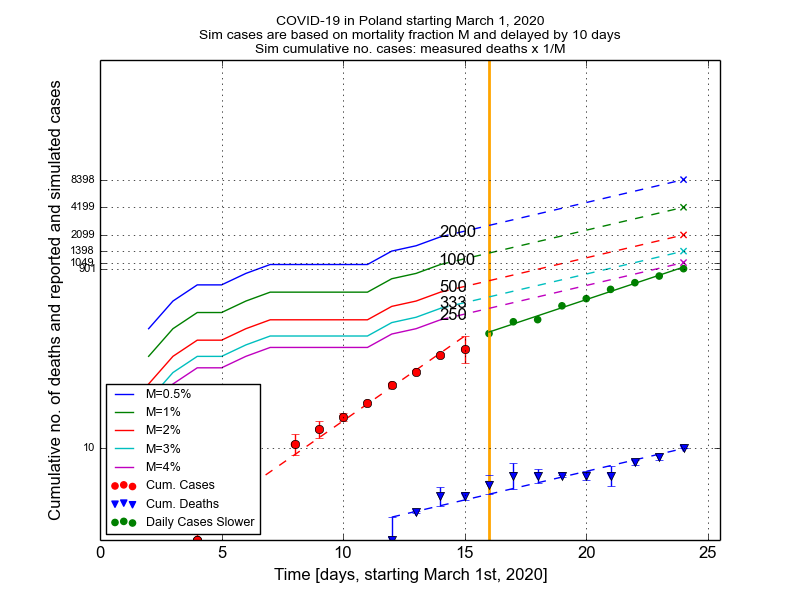 COVID-19 in Poland starting March 1, 2020
Sim cases are based on mortality fraction M and delayed by 10 days
Sim cumulative no. cases: measured deaths x 1/M
Cumulative no. of deaths and reported and simulated cases
8398
4199
2099
1398
1049
901
10
2000
1000
500
333
250
M=0.5%
M=1%
M=2%
M=3%
M=4%
Cum. Cases
Cum. Deaths
Daily Cases Slower
0 5 10 15 20 25
Time [days, starting March 1st, 2020]